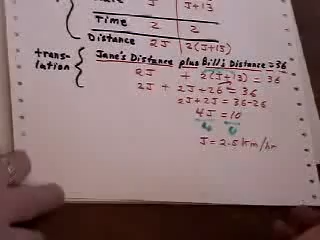 J J+13
Time 2 2
Distance 2J 2(J+13)
trans-
lation
Jane's Distance plus Bill's Distance = 36
2J + 2(J+13) = 36
2J + 2J+26 = 36
2J+2J = 36-26
4J = 10
J = 2.5 km/hr